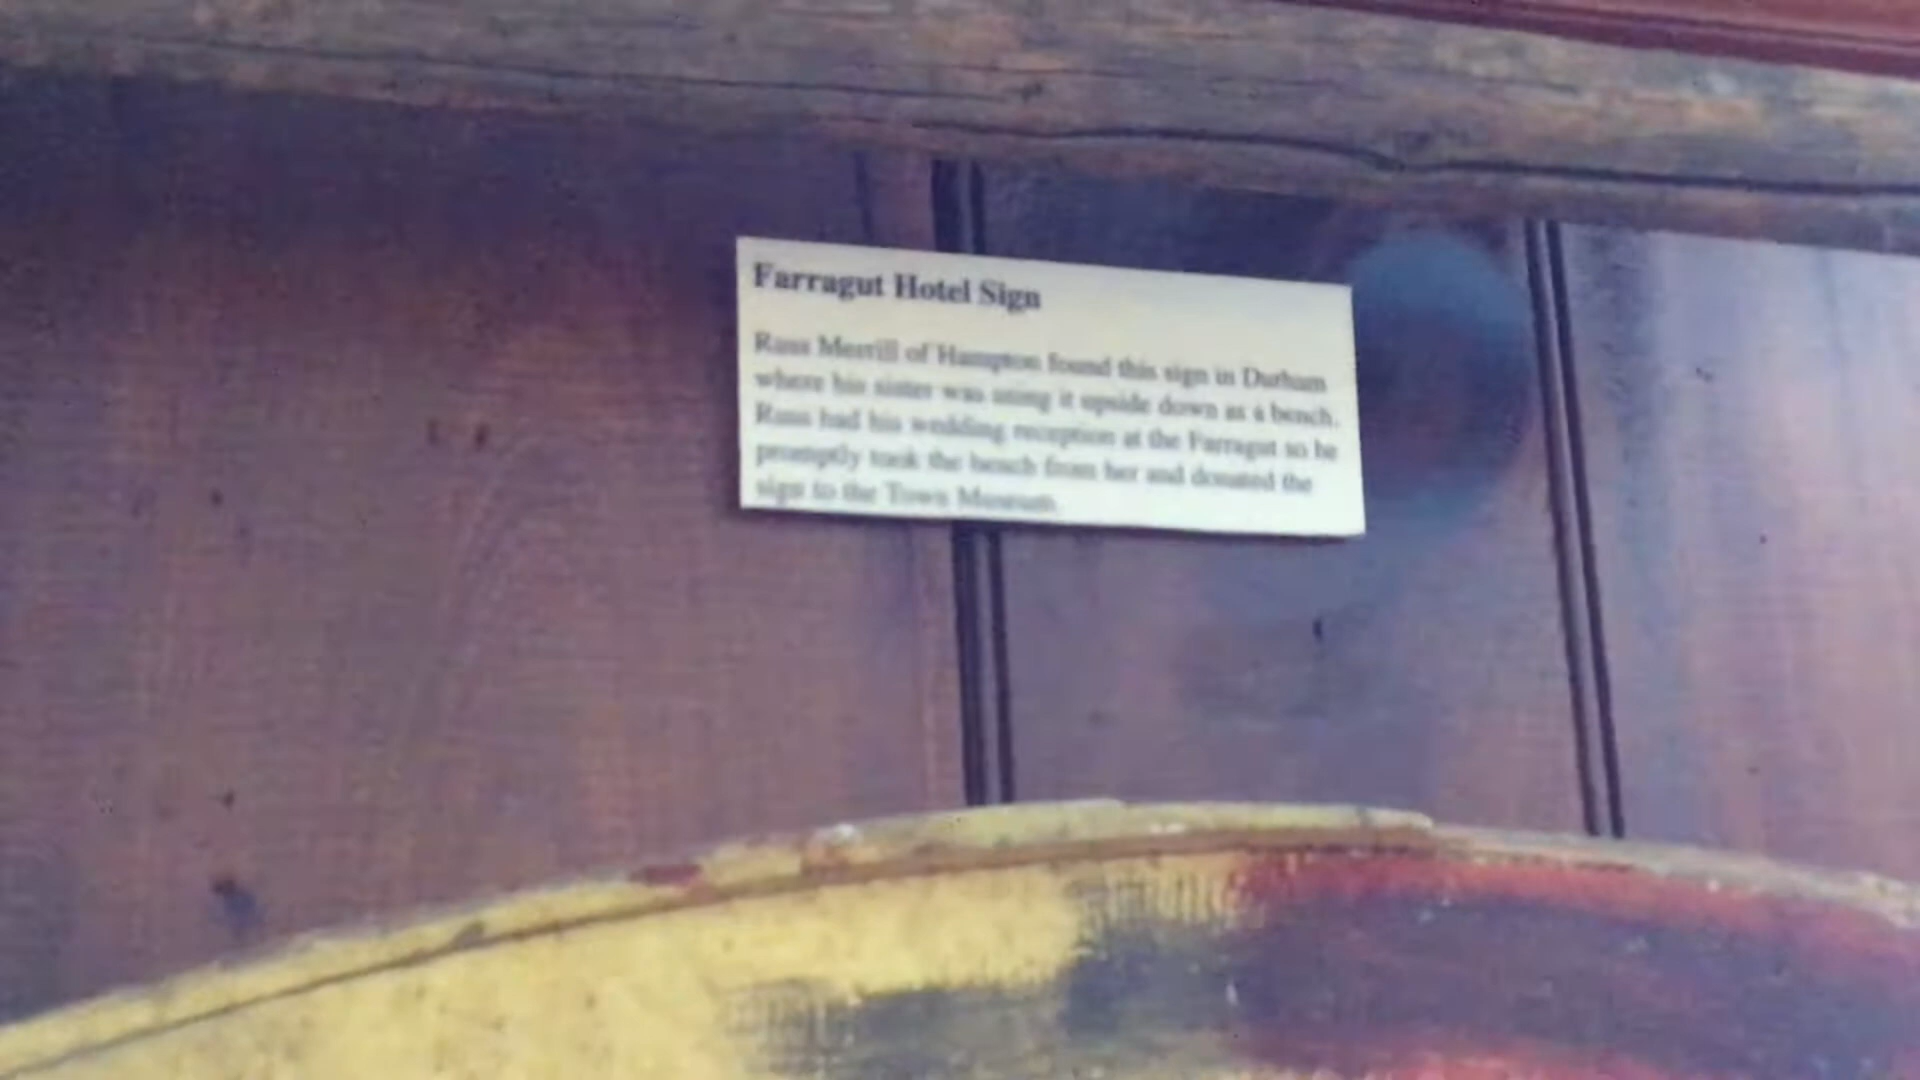 Farragut Hotel Sign
Russ Merrill of Hampton found this sign in Durham
where his sister was using it upside down as a bench.
Russ had his wedding reception at the Farragut so he
promptly took the bench from her and donated the
sign to the Town Museum